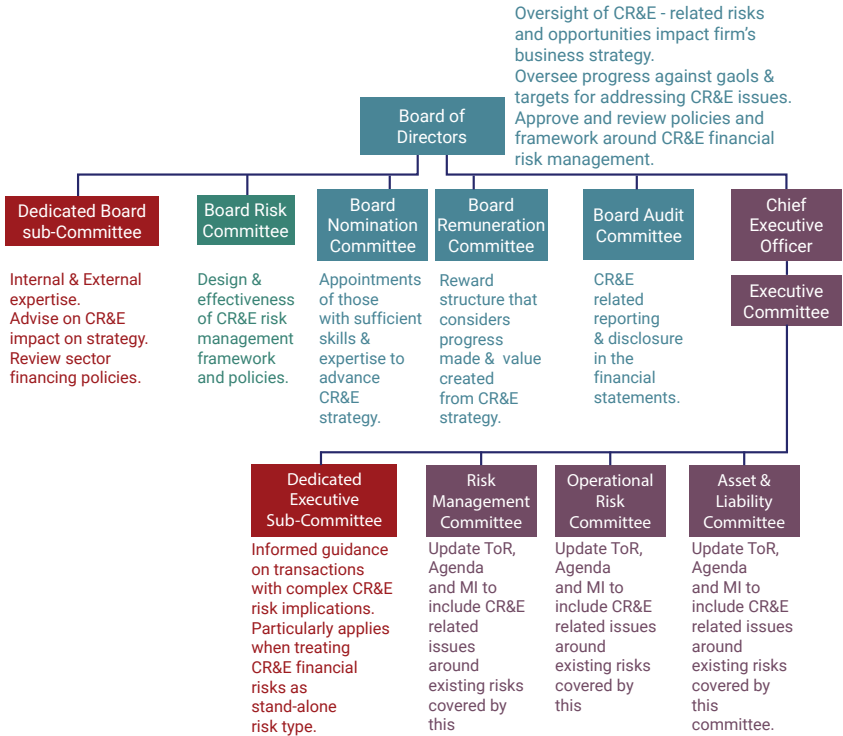 Oversight of CR&E - related risks
and opportunities impact firm's
business strategy.
Oversee progress against gaols &
targets for addressing CR&E issues.
Approve and review policies and
framework around CR&E financial
risk management.
Board of
Directors
Dedicated Board
sub-Committee
Internal & External
expertise.
Advise on CR&E
impact on strategy.
Review sector
financing policies.
Board Risk
Committee
Design &
effectiveness
of CR&E risk
management
framework
and policies.
Board
Nomination
Committee
Appointments
of those
with sufficient
skills &
expertise to
advance
CR&E
strategy.
Board
Remuneration
Committee
Reward
structure that
considers
progress
made & value
created
from CR&E
strategy.
Board Audit
Committee
CR&E
related
reporting
& disclosure
in the
financial
statements.
Chief
Executive
Officer
Executive
Committee
Dedicated
Executive
Sub-Committee
Informed guidance
on transactions
with complex CR&E
risk implications.
Particularly applies
when treating
CR&E financial
risks as
stand-alone
risk type.
Risk
Management
Committee
Update ToR,
Agenda
and MI to
include CR&E
related
issues
around
existing risks
covered by
this
Operational
Risk
Committee
Update ToR,
Agenda
and MI to
include CR&E
related issues
around
existing risks
covered by
this
Asset &
Liability
Committee
Update ToR,
Agenda
and MI to
include CR&E
related issues
around
existing risks
covered by
this
committee.